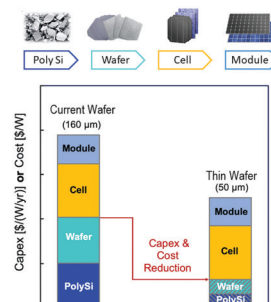 Poly Si
Wafer
Cell
Module
Current Wafer
(160 µm)
Module
Cell
Wafer
PolySi
Thin Wafer
(50 µm)
Module
Cell
Wafer
PolySi
Capex &
Cost
Reduction
Capex [$/(W/yr)] or Cost [$/W]